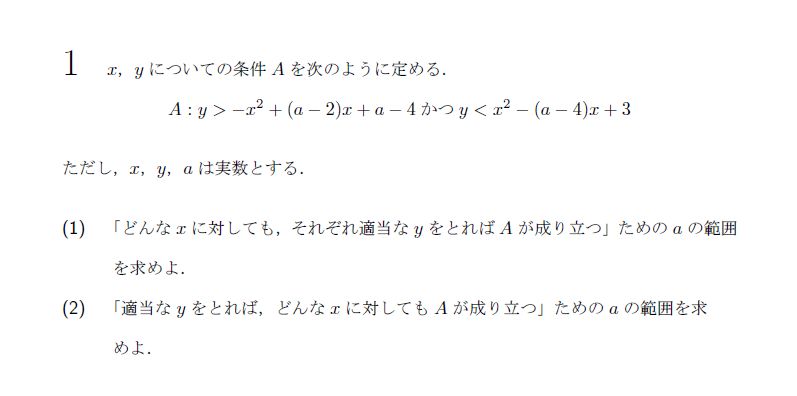 1 x, y についての条件 A を次のように定める.
A : y > −x² + (a − 2)x + a − 4 かつ y < x² − (a − 4)x + 3
ただし, x, y, a は実数とする.
(1) 「どんな x に対しても, それぞれ適当な y をとれば A が成り立つ」ための a の範囲
を求めよ.
(2) 「適当な y をとれば, どんな x に対しても A が成り立つ」ための a の範囲を求
めよ.